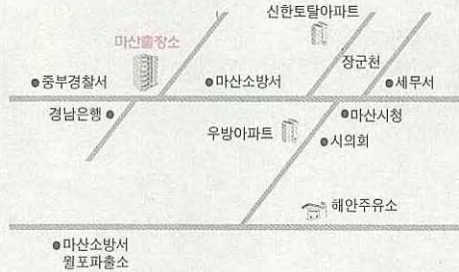 신한토탈아파트
마산출장소
장군천
중부경찰서
마산소방서
세무서
경남은행
마산시청
우방아파트
시의회
해안주유소
마산소방서
월포파출소